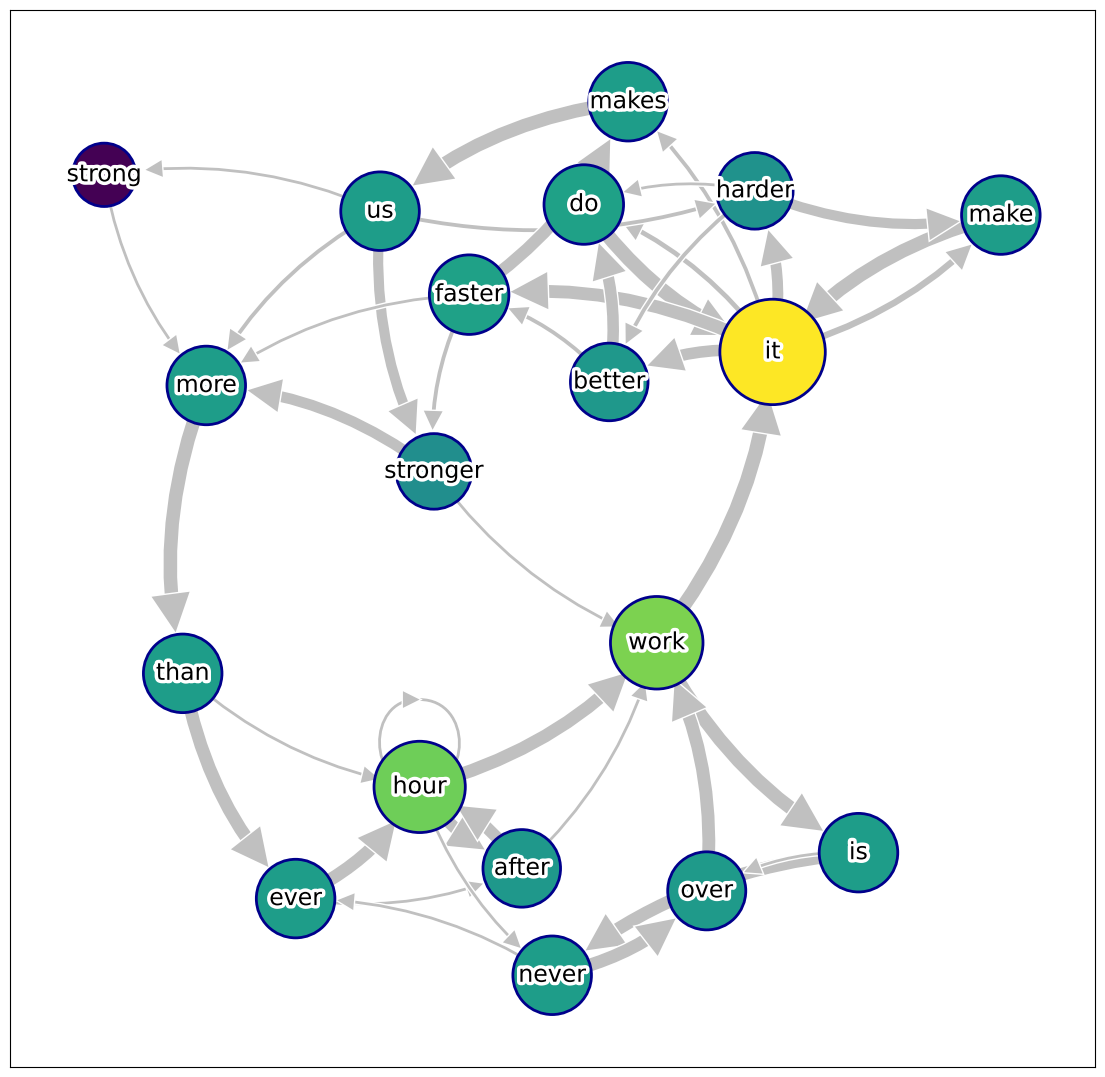 makes
strong
harder
do
us
make
faster
it
better
more
stronger
work
than
hour
is
after
over
ever
never